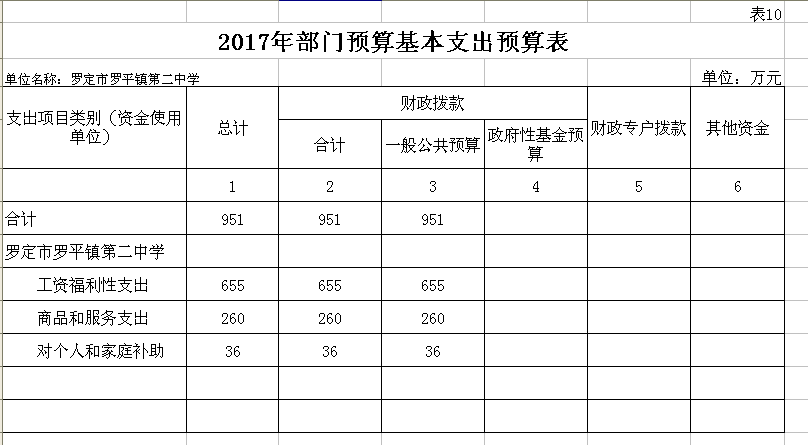 表10
2017年部门预算基本支出预算表
单位名称：罗定市罗平镇第二中学
单位：万元
支出项目类别（资金使用
单位）
总计
财政拨款
财政专户拨款
其他资金
合计
一般公共预算
政府性基金预
算
1 2 3 4 5 6
合计 951 951 951
罗定市罗平镇第二中学
工资福利性支出 655 655 655
商品和服务支出 260 260 260
对个人和家庭补助 36 36 36